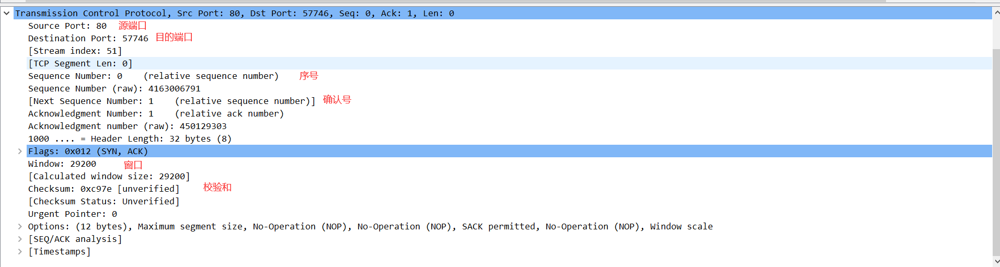 Transmission Control Protocol, Src Port: 80, Dst Port: 57746, Seq: 0, Ack: 1, Len: 0
Source Port: 80 源端口
Destination Port: 57746 目的端口
[Stream index: 51]
[TCP Segment Len: 0]
Sequence Number: 0    (relative sequence number) 序号
Sequence Number (raw): 4163006791
[Next Sequence Number: 1    (relative sequence number)] 确认号
Acknowledgment Number: 1    (relative ack number)
Acknowledgment number (raw): 450129303
1000 .... = Header Length: 32 bytes (8)
Flags: 0x012 (SYN, ACK)
Window: 29200 窗口
[Calculated window size: 29200]
Checksum: 0xc97e [unverified] 校验和
[Checksum Status: Unverified]
Urgent Pointer: 0
Options: (12 bytes), Maximum segment size, No-Operation (NOP), No-Operation (NOP), SACK permitted, No-Operation (NOP), Window scale
[SEQ/ACK analysis]
[Timestamps]